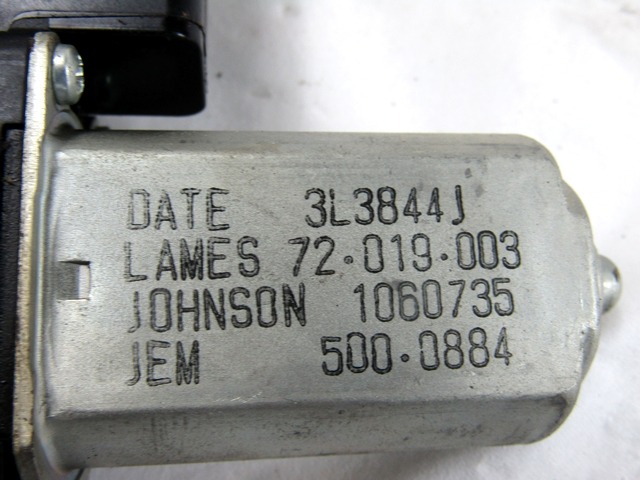 DATE 3L3844J
LAMES 72.019.003
JOHNSON 1060735
JEM 500.0884